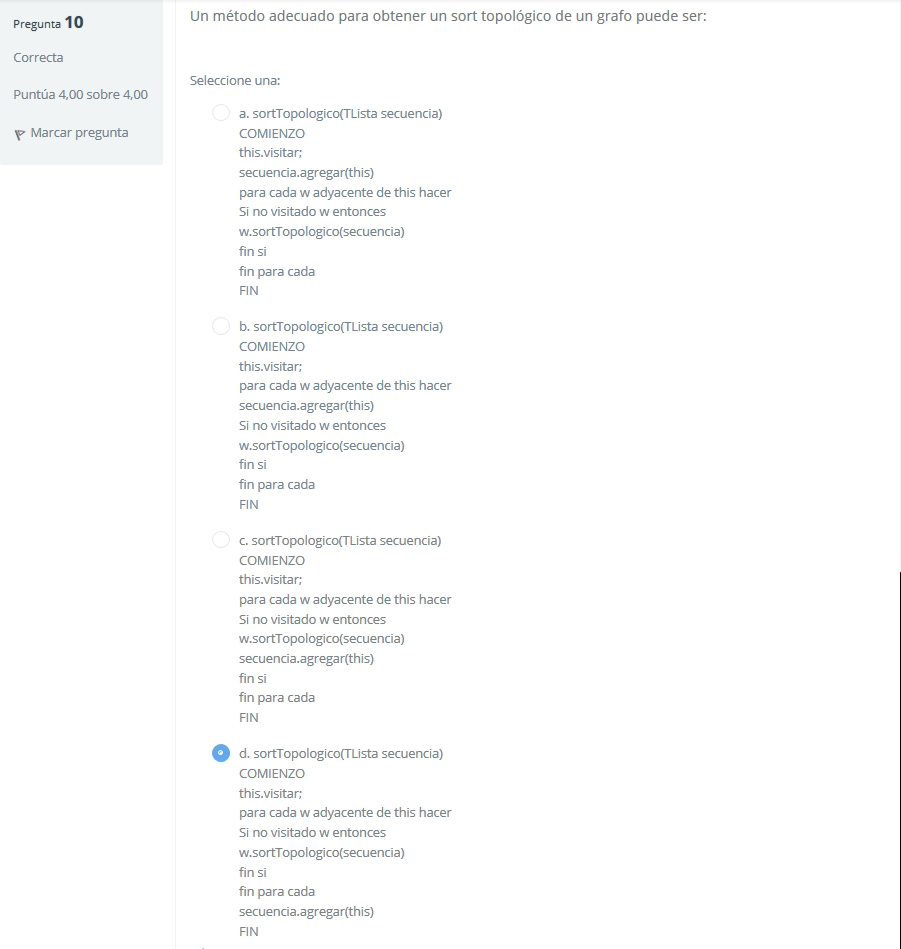 Pregunta 10
Correcta
Puntúa 4,00 sobre 4,00
Marcar pregunta
Un método adecuado para obtener un sort topológico de un grafo puede ser:
Seleccione una:
a. sortTopologico(TLista secuencia)
COMIENZO
this.visitar;
secuencia.agregar(this)
para cada w adyacente de this hacer
Si no visitado w entonces
w.sortTopologico(secuencia)
fin si
fin para cada
FIN
b. sortTopologico(TLista secuencia)
COMIENZO
this.visitar;
para cada w adyacente de this hacer
secuencia.agregar(this)
Si no visitado w entonces
w.sortTopologico(secuencia)
fin si
fin para cada
FIN
c. sortTopologico(TLista secuencia)
COMIENZO
this.visitar;
para cada w adyacente de this hacer
Si no visitado w entonces
w.sortTopologico(secuencia)
secuencia.agregar(this)
fin si
fin para cada
FIN
d. sortTopologico(TLista secuencia)
COMIENZO
this.visitar;
para cada w adyacente de this hacer
Si no visitado w entonces
w.sortTopologico(secuencia)
fin si
fin para cada
secuencia.agregar(this)
FIN